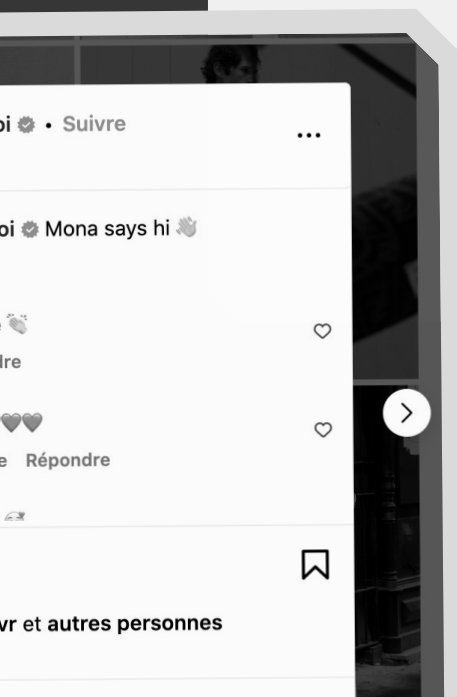 oi • Suivre
oi Mona says hi 👋
dre
e Répondre
vr et autres personnes